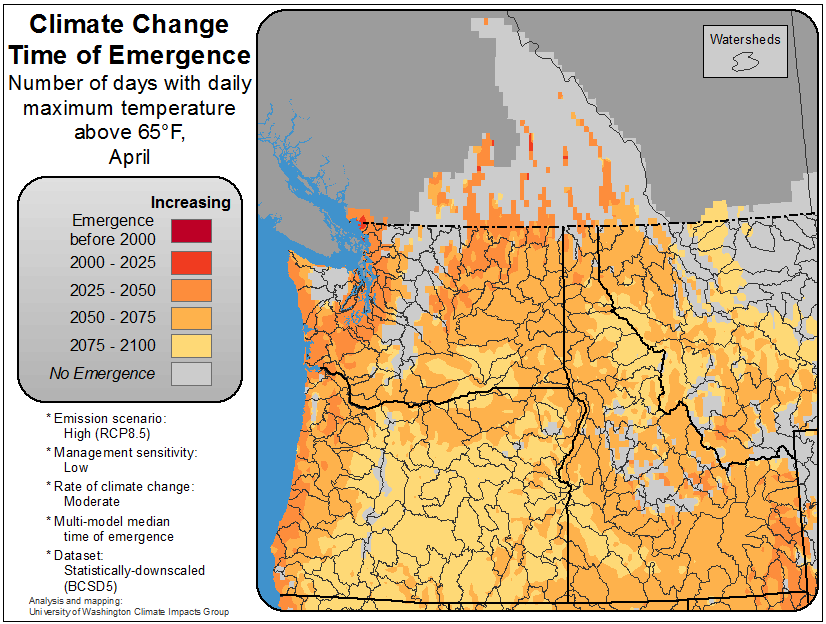 Climate Change
Time of Emergence
Number of days with daily
maximum temperature
above 65°F,
April
Increasing
Emergence
before 2000
2000 - 2025
2025 - 2050
2050 - 2075
2075 - 2100
No Emergence
* Emission scenario:
High (RCP8.5)
* Management sensitivity:
Low
* Rate of climate change:
Moderate
* Multi-model median
time of emergence
* Dataset:
Statistically-downscaled
(BCSD5)
Analysis and mapping:
University of Washington Climate Impacts Group
Watersheds